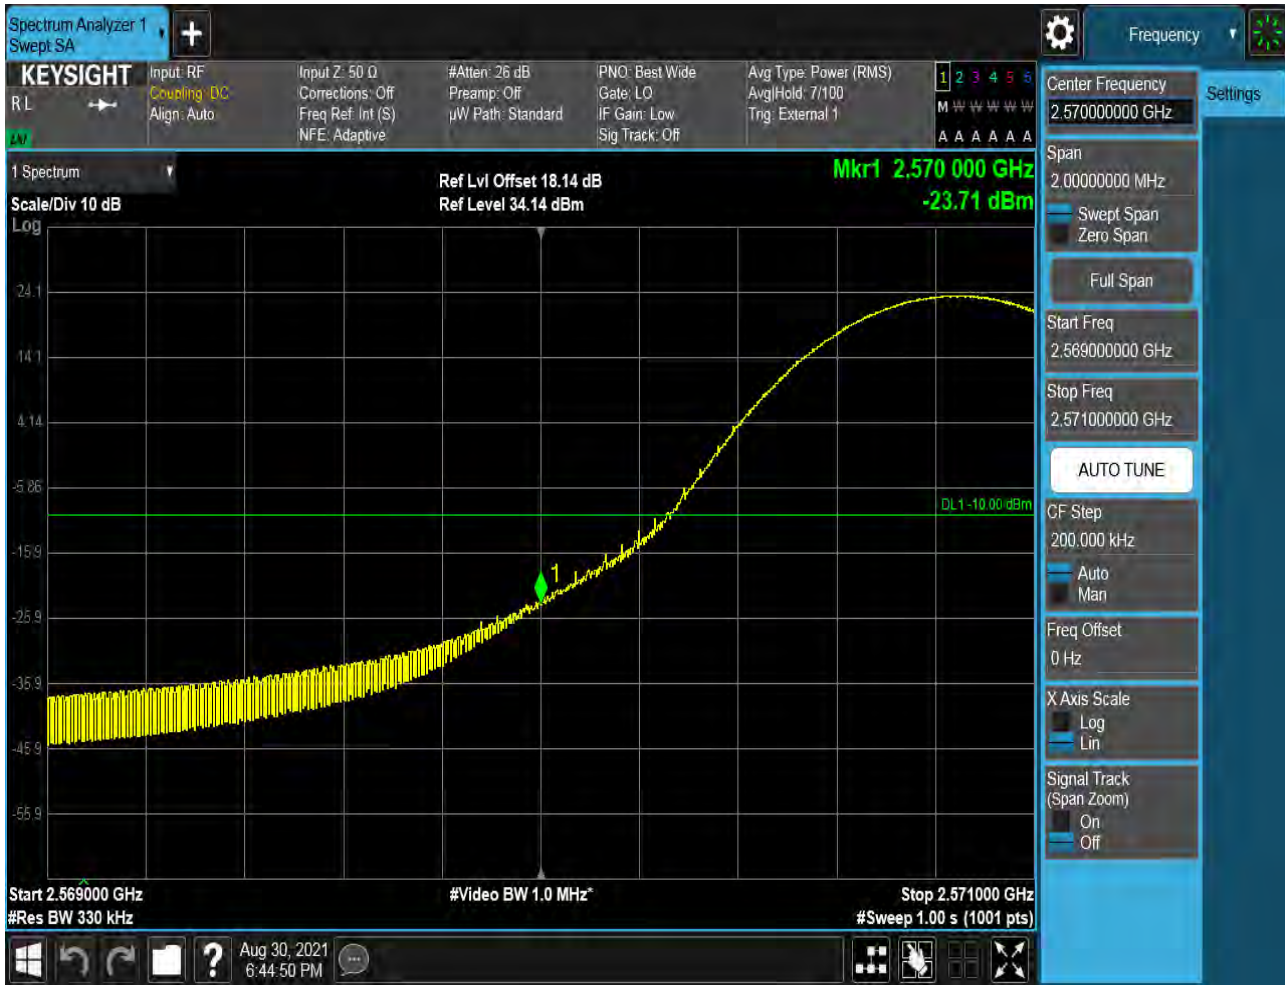 Spectrum Analyzer 1
Swept SA
+
Frequency
KEYSIGHT
R L
LNI
Input: RF
Coupling: DC
Align: Auto
Input Z: 50 Ω
Corrections: Off
Freq Ref: Int (S)
NFE: Adaptive
#Atten: 26 dB
Preamp: Off
µW Path: Standard
PNO: Best Wide
Gate: LO
IF Gain: Low
Sig Track: Off
Avg Type: Power (RMS)
Avg|Hold: 7/100
Trig: External 1
1 2 3 4 5 6
M W W W W W
A A A A A A
1 Spectrum
Scale/Div 10 dB
Log
Ref Lvl Offset 18.14 dB
Ref Level 34.14 dBm
Mkr1 2.570 000 GHz
-23.71 dBm
24.1
14.1
4.14
-5.86
-15.9
-25.9
-35.9
-45.9
-55.9
DL1 -10.00 dBm
1
Start 2.569000 GHz
#Res BW 330 kHz
#Video BW 1.0 MHz*
Stop 2.571000 GHz
#Sweep 1.00 s (1001 pts)
Center Frequency
2.570000000 GHz
Settings
Span
2.00000000 MHz
Swept Span
Zero Span
Full Span
Start Freq
2.569000000 GHz
Stop Freq
2.571000000 GHz
AUTO TUNE
CF Step
200.000 kHz
Auto
Man
Freq Offset
0 Hz
X Axis Scale
Log
Lin
Signal Track
(Span Zoom)
On
Off
?
Aug 30, 2021
6:44:50 PM